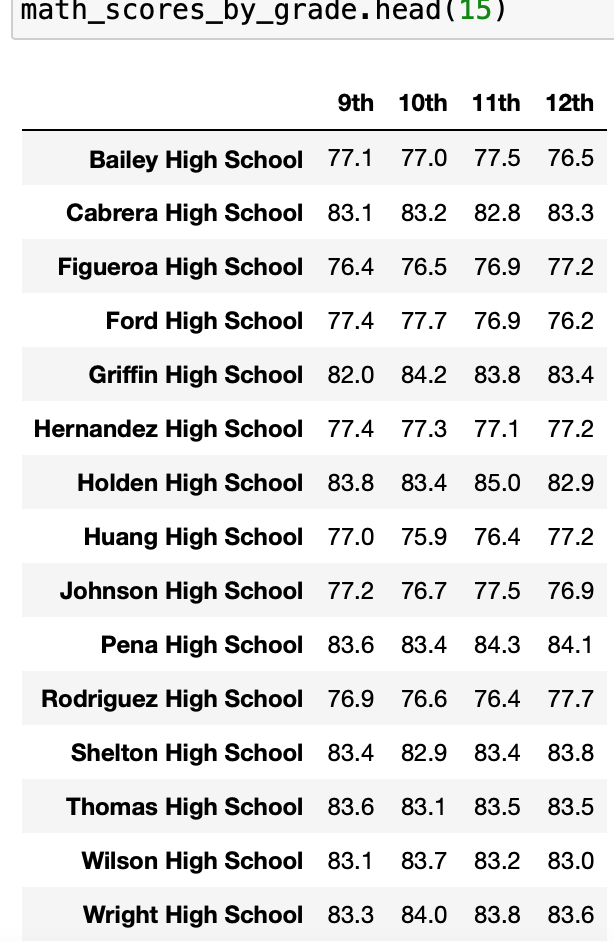 math_scores_by_grade.head(15)
9th 10th 11th 12th
Bailey High School 77.1 77.0 77.5 76.5
Cabrera High School 83.1 83.2 82.8 83.3
Figueroa High School 76.4 76.5 76.9 77.2
Ford High School 77.4 77.7 76.9 76.2
Griffin High School 82.0 84.2 83.8 83.4
Hernandez High School 77.4 77.3 77.1 77.2
Holden High School 83.8 83.4 85.0 82.9
Huang High School 77.0 75.9 76.4 77.2
Johnson High School 77.2 76.7 77.5 76.9
Pena High School 83.6 83.4 84.3 84.1
Rodriguez High School 76.9 76.6 76.4 77.7
Shelton High School 83.4 82.9 83.4 83.8
Thomas High School 83.6 83.1 83.5 83.5
Wilson High School 83.1 83.7 83.2 83.0
Wright High School 83.3 84.0 83.8 83.6